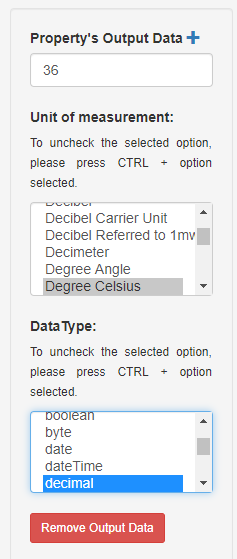 Property's Output Data
36
Unit of measurement:
To uncheck the selected option,
please press CTRL + option
selected.
Decibel
Decibel Carrier Unit
Decibel Referred to 1mw
Decimeter
Degree Angle
Degree Celsius
DataType:
To uncheck the selected option,
please press CTRL + option
selected.
boolean
byte
date
dateTime
decimal
Remove Output Data